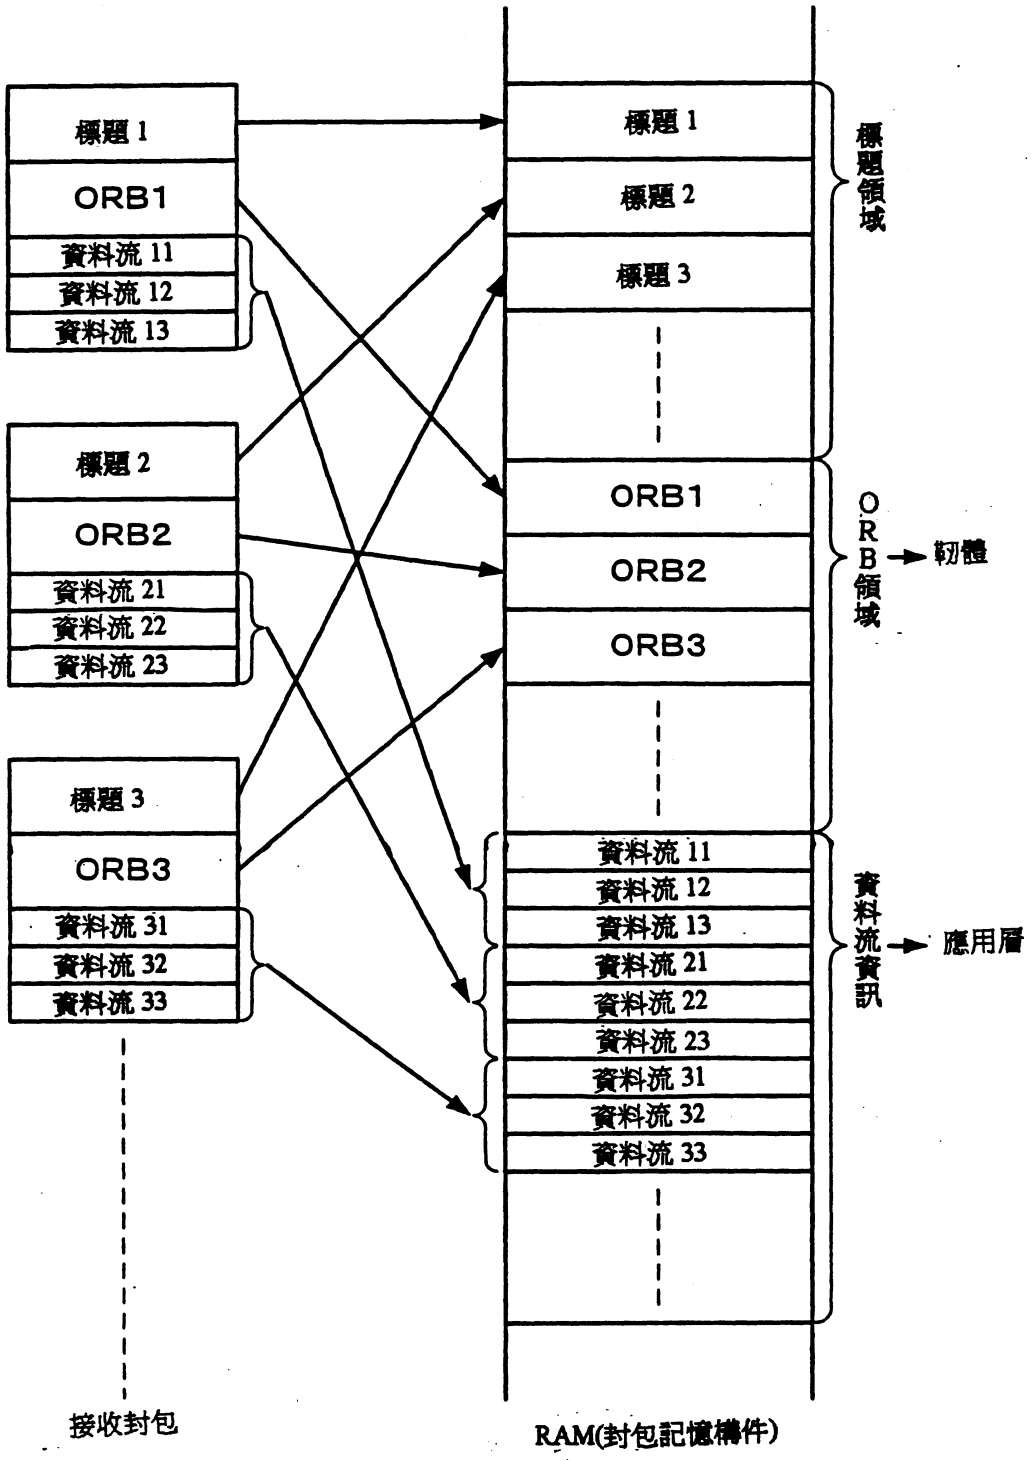 標題 1
ORB1
資料流 11
資料流 12
資料流 13
標題 2
ORB2
資料流 21
資料流 22
資料流 23
標題 3
ORB3
資料流 31
資料流 32
資料流 33
接收封包
標題 1
標題 2
標題 3
ORB1
ORB2
ORB3
資料流 11
資料流 12
資料流 13
資料流 21
資料流 22
資料流 23
資料流 31
資料流 32
資料流 33
RAM(封包記憶構件)
標題領域
ORB領域
韌體
資料流資訊
應用層